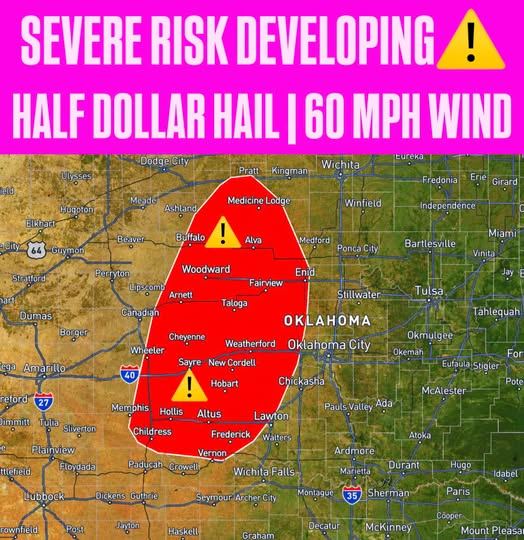 SEVERE RISK DEVELOPING
HALF DOLLAR HAIL | 60 MPH WIND
Dodge City
Pratt
Kingman
Wichita
Eureka
Ulysses
Fredonia
Erie
Girard
Meade
Ashland
Medicine Lodge
Winfield
Independence
Hugoton
Elkhart
Beaver
Buffalo
Alva
Medford
Ponca City
Bartlesville
Miami
Vinita
64
Guymon
Perryton
Woodward
Enid
Jay
Stratford
Lipscomb
Fairview
Stillwater
Tulsa
Arnett
Taloga
Dumas
Canadian
OKLAHOMA
Tahlequah
Borger
Cheyenne
Weatherford
Oklahoma City
Okmulgee
Wheeler
Okemah
Sayre
New Cordell
Eufaula
Stigler
Amarillo
40
Hobart
Chickasha
McAlester
27
Memphis
Hollis
Altus
Lawton
Pauls Valley
Ada
Tulia
Silverton
Childress
Frederick
Walters
Atoka
Plainview
Vernon
Ardmore
Floydada
Paducah
Crowell
Wichita Falls
Marietta
Durant
Hugo
Idabel
Lubbock
Dickens
Guthrie
Seymour
Archer City
Montague
35
Sherman
Paris
Cooper
Post
Jayton
Haskell
Graham
Decatur
McKinney
Mount Pleasa